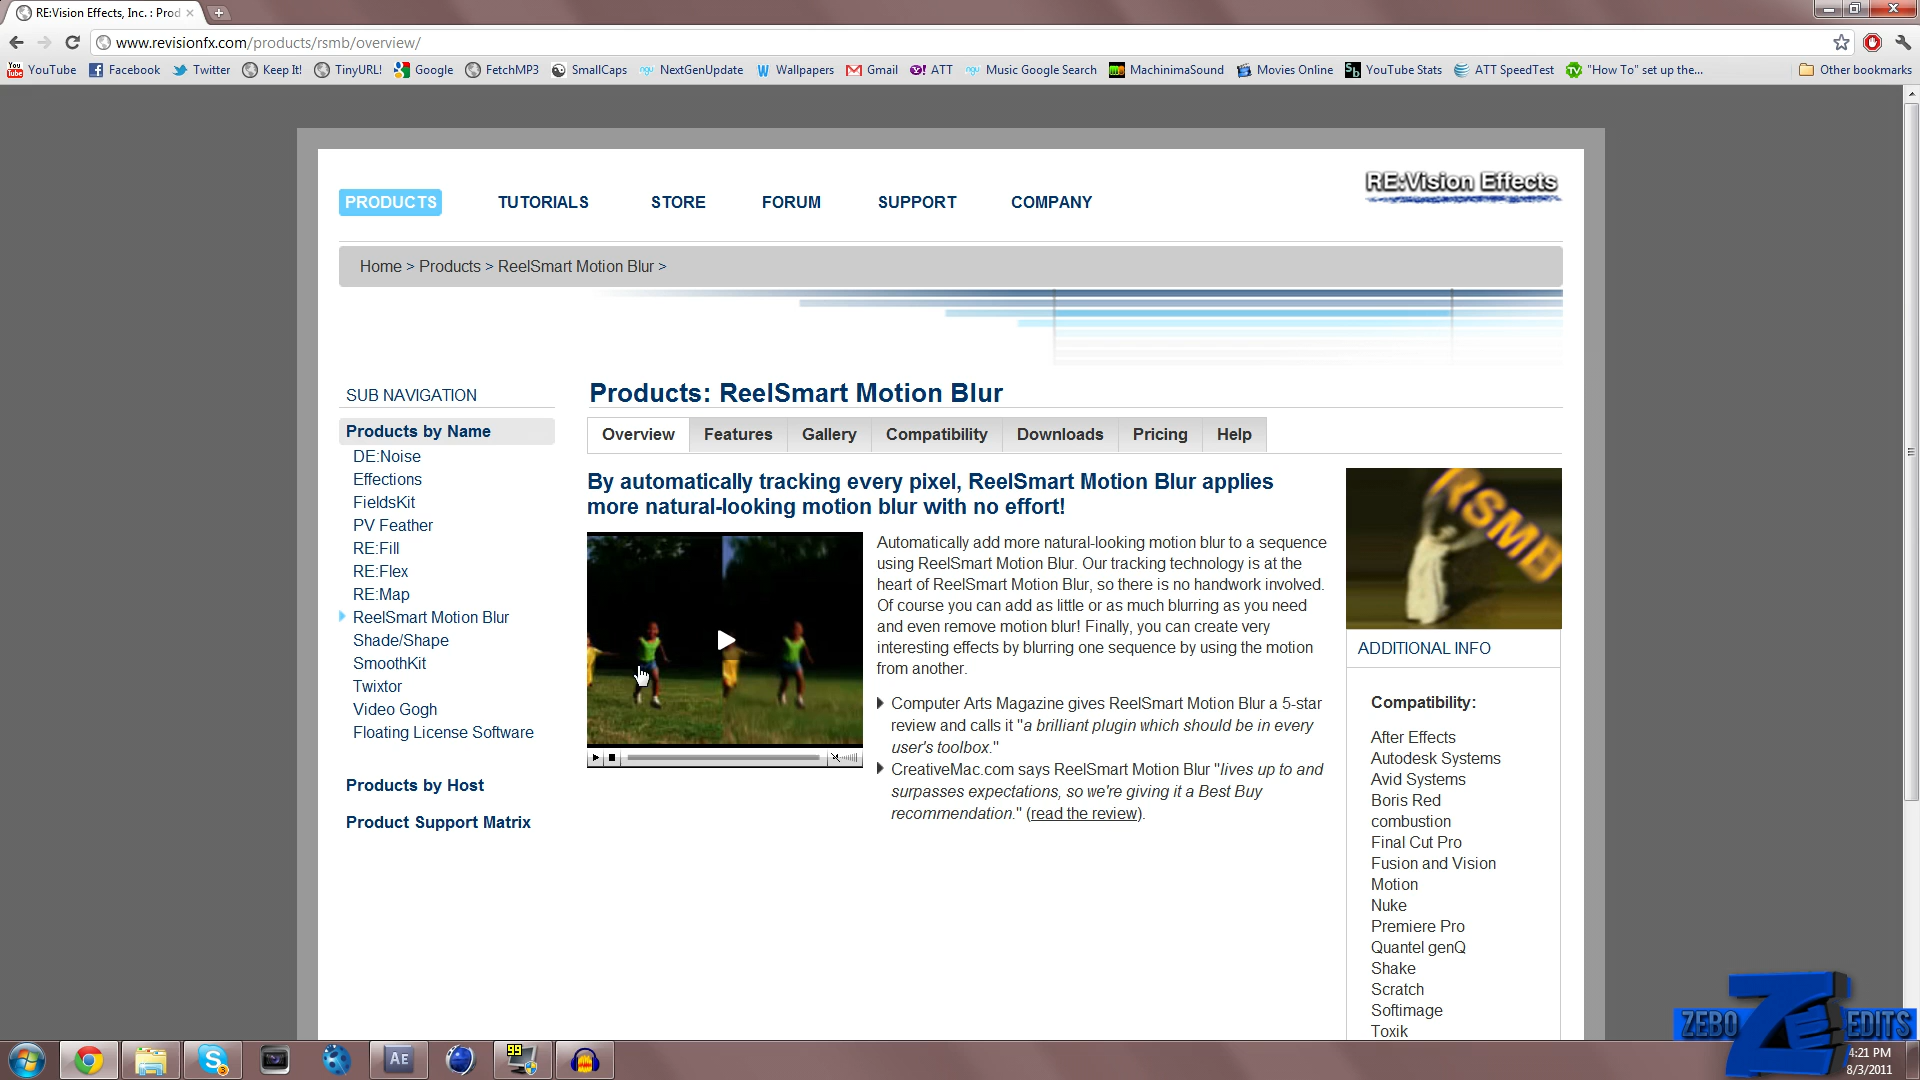 RE:Vision Effects, Inc. : Prod
www.revisionfx.com/products/rsmb/overview/
YouTube Facebook Twitter Keep It! TinyURL! Google FetchMP3 SmallCaps NextGenUpdate Wallpapers Gmail ATT Music Google Search MachinimaSound Movies Online YouTube Stats ATT SpeedTest "How To" set up the... Other bookmarks
PRODUCTS TUTORIALS STORE FORUM SUPPORT COMPANY
RE:Vision Effects
Home > Products > ReelSmart Motion Blur >
SUB NAVIGATION
Products by Name
DE:Noise
Effections
FieldsKit
PV Feather
RE:Fill
RE:Flex
RE:Map
ReelSmart Motion Blur
Shade/Shape
SmoothKit
Twixtor
Video Gogh
Floating License Software
Products by Host
Product Support Matrix
Products: ReelSmart Motion Blur
Overview Features Gallery Compatibility Downloads Pricing Help
By automatically tracking every pixel, ReelSmart Motion Blur applies
more natural-looking motion blur with no effort!
Automatically add more natural-looking motion blur to a sequence
using ReelSmart Motion Blur. Our tracking technology is at the
heart of ReelSmart Motion Blur, so there is no handwork involved.
Of course you can add as little or as much blurring as you need
and even remove motion blur! Finally, you can create very
interesting effects by blurring one sequence by using the motion
from another.
Computer Arts Magazine gives ReelSmart Motion Blur a 5-star
review and calls it "a brilliant plugin which should be in every
user's toolbox."
CreativeMac.com says ReelSmart Motion Blur "lives up to and
surpasses expectations, so we're giving it a Best Buy
recommendation." (read the review).
RSMB
ADDITIONAL INFO
Compatibility:
After Effects
Autodesk Systems
Avid Systems
Boris Red
combustion
Final Cut Pro
Fusion and Vision
Motion
Nuke
Premiere Pro
Quantel genQ
Shake
Scratch
Softimage
Toxik
ZEBO EDITS
Ae
99
4:21 PM
8/3/2011